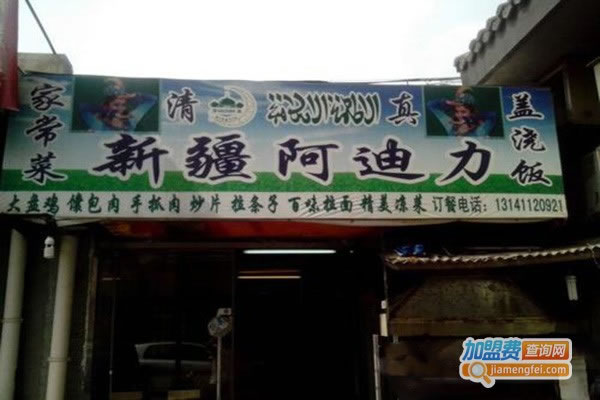 家常菜
清 真
盖浇饭
新疆阿迪力
大盘鸡 馕包肉 手抓肉 炒片 拉条子 百味拉面 精美凉菜 订餐电话：13141120921
加盟费查询网
jiamengfei.com